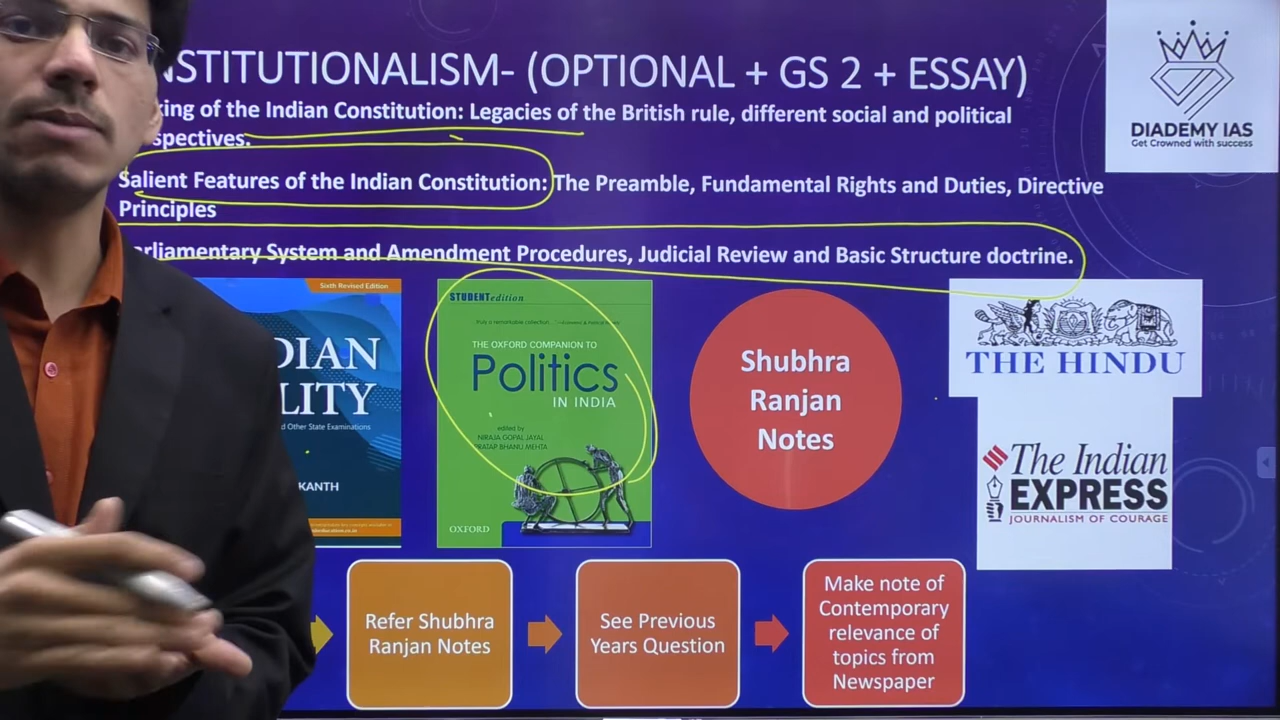 NSTITUTIONALISM- (OPTIONAL + GS 2 + ESSAY)
king of the Indian Constitution: Legacies of the British rule, different social and political
spectives.
Salient Features of the Indian Constitution: The Preamble, Fundamental Rights and Duties, Directive
Principles
arliamentary System and Amendment Procedures, Judicial Review and Basic Structure doctrine.
DIADEMY IAS
Get Crowned with success
Sixth Revised Edition
DIAN
LITY
d Other State Examinations
KANTH
STUDENT edition
THE OXFORD COMPANION TO
Politics
IN INDIA
edited by
NIRAJA GOPAL JAYAL
PRATAP BHANU MEHTA
OXFORD
Shubhra
Ranjan
Notes
THE HINDU
The Indian
EXPRESS
JOURNALISM OF COURAGE
Refer Shubhra
Ranjan Notes
See Previous
Years Question
Make note of
Contemporary
relevance of
topics from
Newspaper